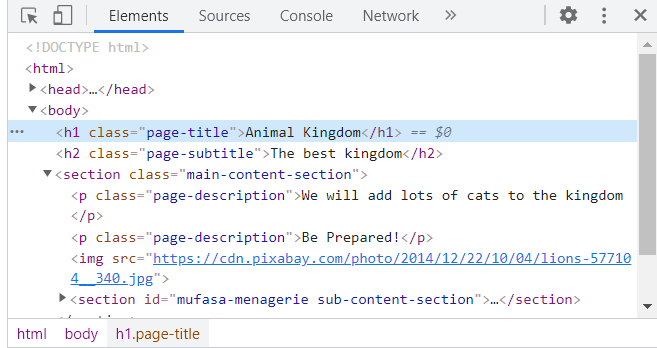 Elements Sources Console Network
<!DOCTYPE html>
<html>
<head>…</head>
<body>
<h1 class="page-title">Animal Kingdom</h1> == $0
<h2 class="page-subtitle">The best kingdom</h2>
<section class="main-content-section">
<p class="page-description">We will add lots of cats to the kingdom
</p>
<p class="page-description">Be Prepared!</p>
<img src="https://cdn.pixabay.com/photo/2014/12/22/10/04/lions-57710
4__340.jpg">
<section id="mufasa-menagerie sub-content-section">…</section>
html body h1.page-title